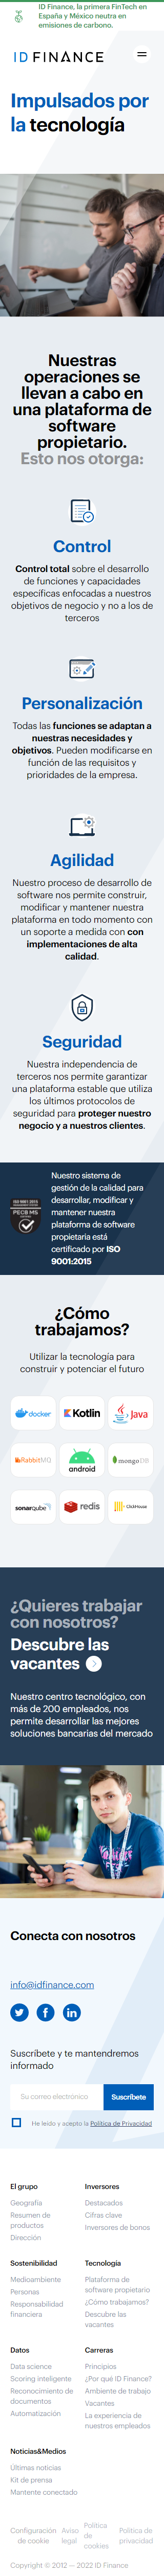 ID Finance, la primera FinTech en
España y México neutra en
emisiones de carbono.
ID FINANCE
Impulsados por
la tecnología
Nuestras
operaciones se
llevan a cabo en
una plataforma de
software
propietario.
Esto nos otorga:
Control
Control total sobre el desarrollo
de funciones y capacidades
específicas enfocadas a nuestros
objetivos de negocio y no a los de
terceros
Personalización
Todas las funciones se adaptan a
nuestras necesidades y
objetivos. Pueden modificarse en
función de las requisitos y
prioridades de la empresa.
Agilidad
Nuestro proceso de desarrollo de
software nos permite construir,
modificar y mantener nuestra
plataforma en todo momento con
un soporte a medida con con
implementaciones de alta
calidad.
Seguridad
Nuestra independencia de
terceros nos permite garantizar
una plataforma estable que utiliza
los últimos protocolos de
seguridad para proteger nuestro
negocio y a nuestros clientes.
Nuestro sistema de
gestión de la calidad para
desarrollar, modificar y
mantener nuestra
plataforma de software
propietaria está
certificado por ISO
9001:2015
ISO 9001:2015
PECB MS
¿Cómo
trabajamos?
Utilizar la tecnología para
construir y potenciar el futuro
docker
Kotlin
Java
RabbitMQ
android
mongoDB
sonarqube
redis
ClickHouse
¿Quieres trabajar
con nosotros?
Descubre las
vacantes
Nuestro centro tecnológico, con
más de 200 empleados, nos
permite desarrollar las mejores
soluciones bancarias del mercado
Conecta con nosotros
info@idfinance.com
Suscríbete y te mantendremos
informado
Su correo electrónico
Suscríbete
He leído y acepto la Política de Privacidad
El grupo
Geografía
Resumen de
productos
Dirección
Inversores
Destacados
Cifras clave
Inversores de bonos
Sostenibilidad
Medioambiente
Personas
Responsabilidad
financiera
Tecnología
Plataforma de
software propietario
¿Cómo trabajamos?
Descubre las
vacantes
Datos
Data science
Scoring inteligente
Reconocimiento de
documentos
Automatización
Carreras
Principios
¿Por qué ID Finance?
Ambiente de trabajo
Vacantes
La experiencia de
nuestros empleados
Noticias&Medios
Últimas noticias
Kit de prensa
Mantente conectado
Configuración
de cookie
Aviso
legal
Política
de
cookies
Política de
privacidad
Copyright © 2012 — 2022 ID Finance